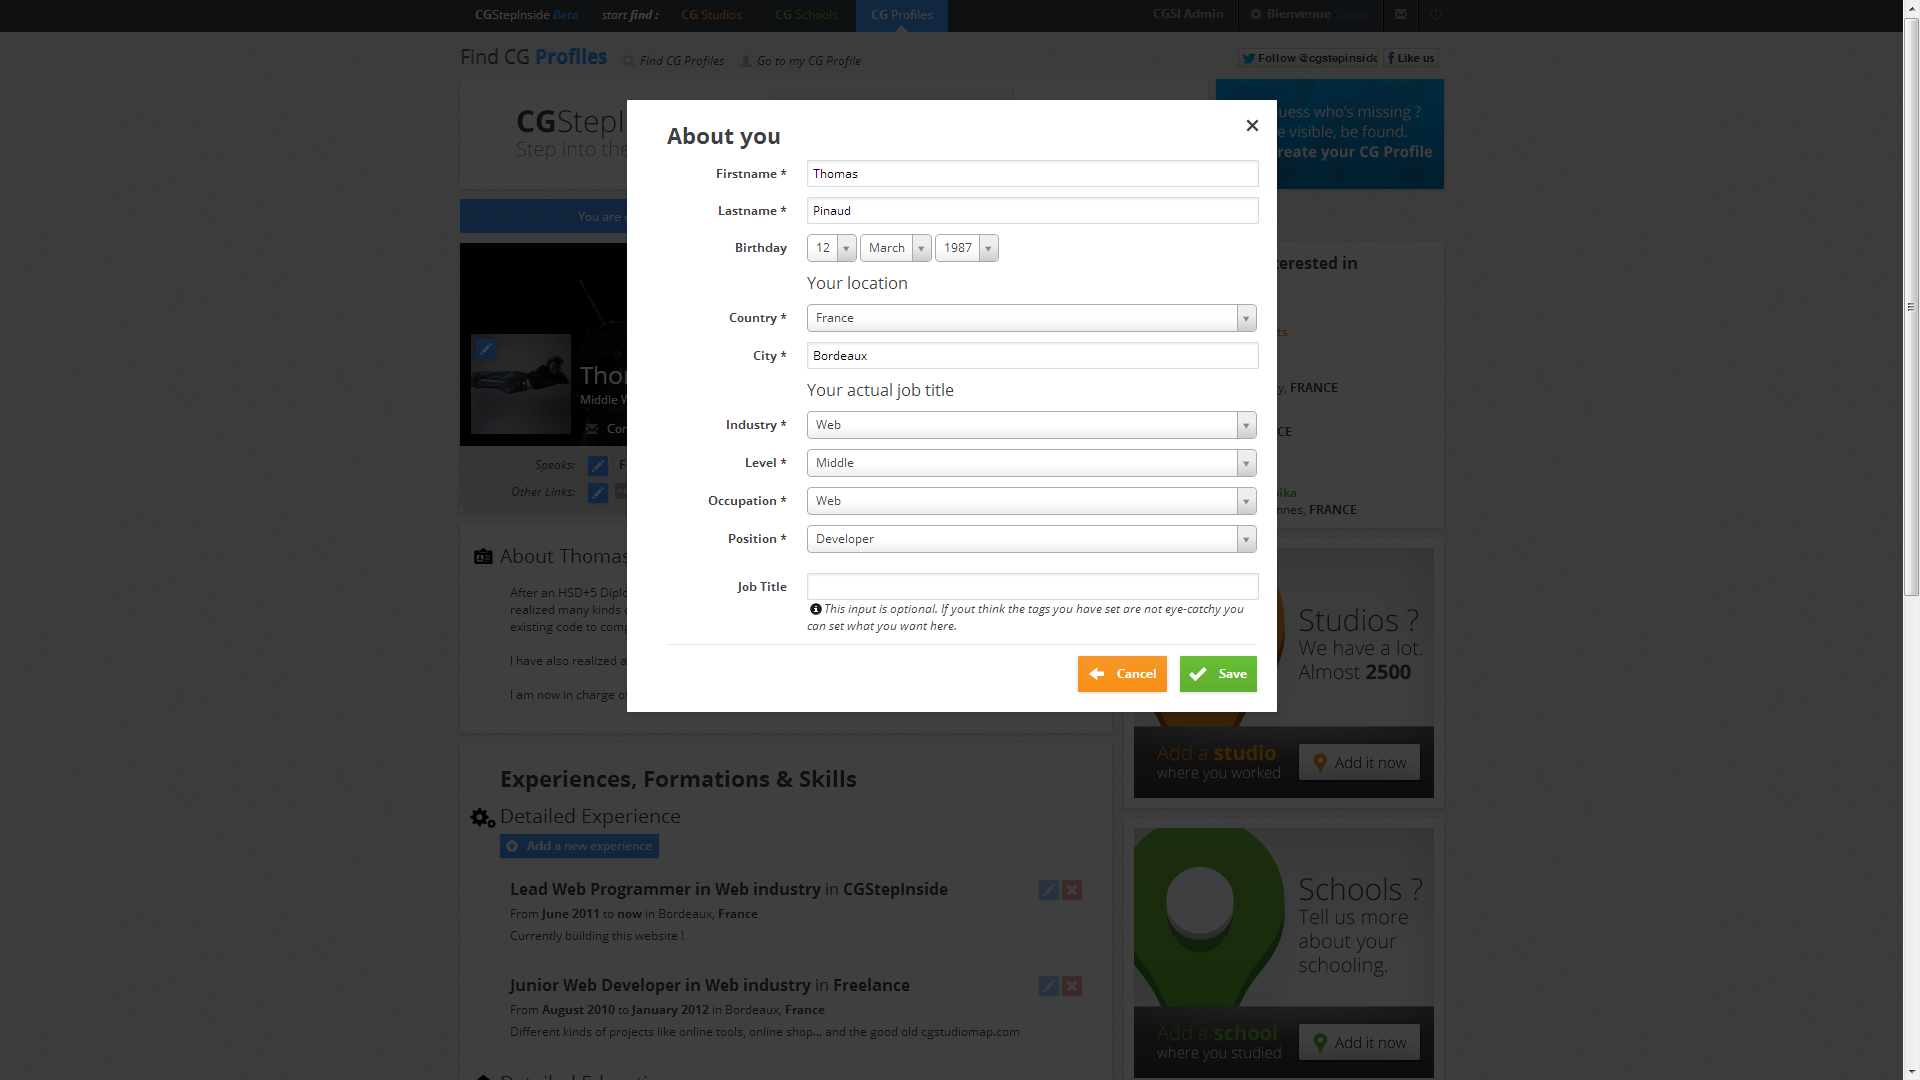 CGStepInside Beta start find : CG Studios CG Schools CG Profiles CGSI Admin Bienvenue Spope
Find CG Profiles Find CG Profiles Go to my CG Profile Follow @cgstepinside Like us
CGStepI
Step into the
uess who's missing ?
e visible, be found.
reate your CG Profile
You are
About you
Firstname * Thomas
Lastname * Pinaud
Birthday 12 March 1987
Your location
Country * France
City * Bordeaux
Your actual job title
Industry * Web
Level * Middle
Occupation * Web
Position * Developer
Job Title
This input is optional. If yout think the tags you have set are not eye-catchy you
can set what you want here.
Cancel Save
Tho
Middle W
Con
Speaks: F
Other Links:
terested in
ts
y, FRANCE
CE
ika
nnes, FRANCE
About Thomas
After an HSD+5 Diplo
realized many kinds o
existing code to comp
I have also realized a
I am now in charge of
Studios ?
We have a lot.
Almost 2500
Add a studio
where you worked
Add it now
Experiences, Formations & Skills
Detailed Experience
Add a new experience
Lead Web Programmer in Web industry in CGStepInside
From June 2011 to now in Bordeaux, France
Currently building this website !
Junior Web Developer in Web industry in Freelance
From August 2010 to January 2012 in Bordeaux, France
Different kinds of projects like online tools, online shop... and the good old cgstudiomap.com
Schools ?
Tell us more
about your
schooling.
Add a school
where you studied
Add it now